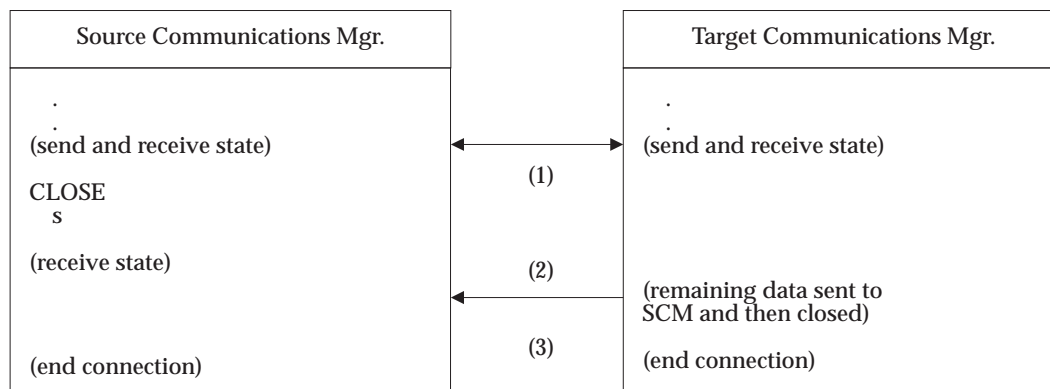 Source Communications Mgr.
Target Communications Mgr.
.
.
(send and receive state)
.
.
(send and receive state)
(1)
CLOSE
s
(receive state)
(2)
(remaining data sent to
SCM and then closed)
(3)
(end connection)
(end connection)